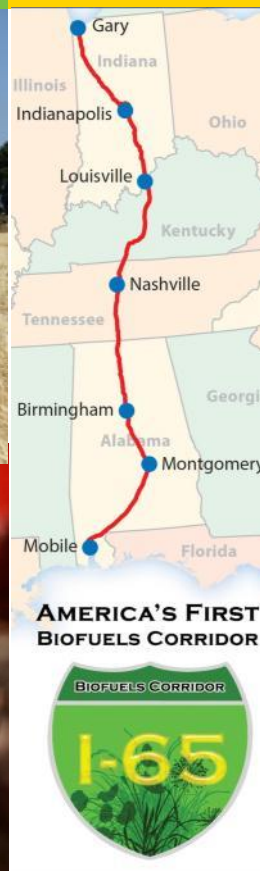 Gary
Indiana
Illinois
Indianapolis
Ohio
Louisville
Kentucky
Nashville
Tennessee
Birmingham
Georgi
Alabama
Montgomery
Mobile
Florida
AMERICA'S FIRST
BIOFUELS CORRIDOR
BIOFUELS CORRIDOR
I-65